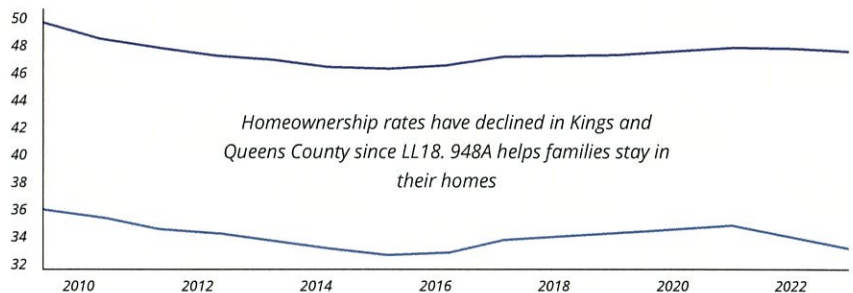 50
48
46
44
42
40
38
36
34
32
Homeownership rates have declined in Kings and
Queens County since LL18. 948A helps families stay in
their homes
2010 2012 2014 2016 2018 2020 2022